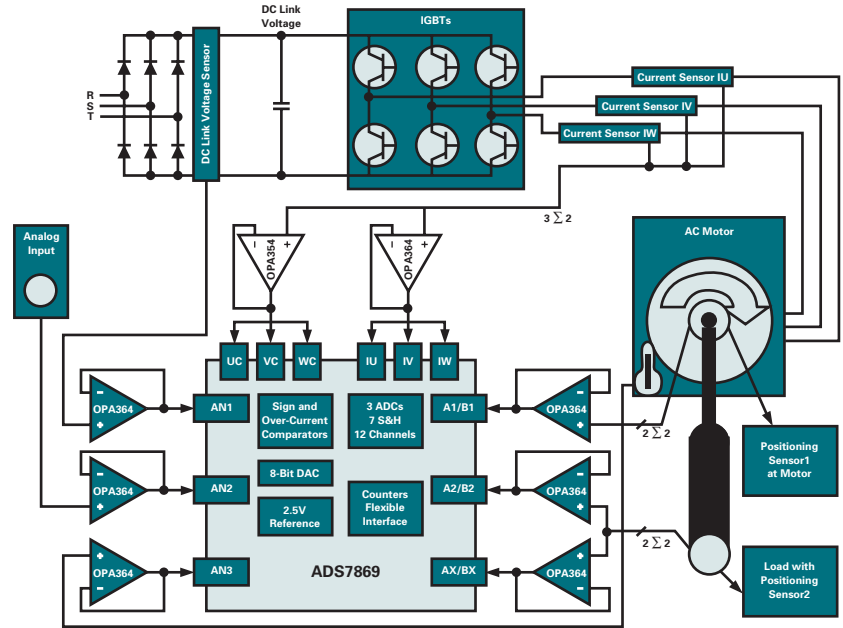 DC Link
Voltage
IGBTs
DC Link Voltage Sensor
R
S
T
Current Sensor IU
Current Sensor IV
Current Sensor IW
3 ∑ 2
Analog
Input
OPA354
OPA364
AC Motor
UC
VC
WC
IU
IV
IW
OPA364
AN1
Sign and
Over-Current
Comparators
3 ADCs
7 S&H
12 Channels
A1/B1
OPA364
2 ∑ 2
Positioning
Sensor1
at Motor
OPA364
AN2
8-Bit DAC
2.5V
Reference
Counters
Flexible
Interface
A2/B2
OPA364
2 ∑ 2
OPA364
AN3
ADS7869
AX/BX
OPA364
Load with
Positioning
Sensor2